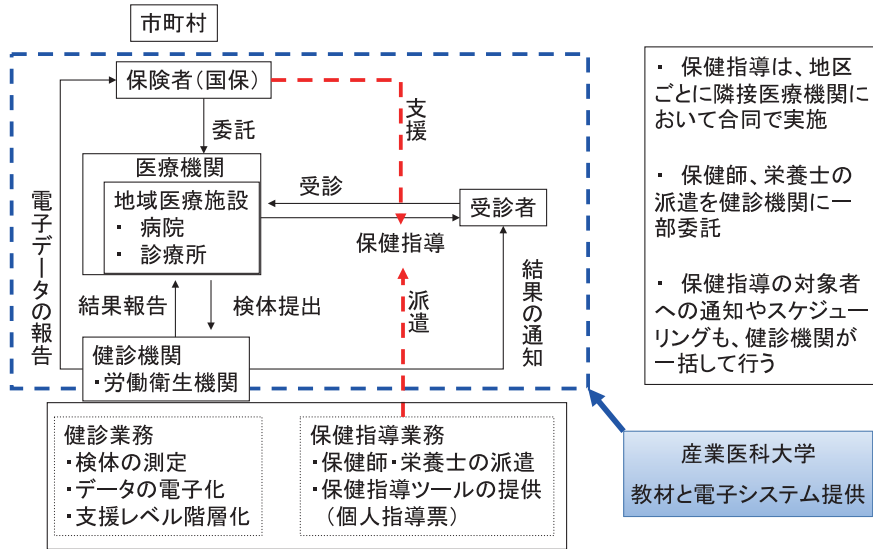 市町村
保険者（国保）
委託
支援
医療機関
地域医療施設
・ 病院
・ 診療所
受診
受診者
保健指導
電子データの報告
結果報告
検体提出
派遣
結果の通知
健診機関
・労働衛生機関
健診業務
・検体の測定
・データの電子化
・支援レベル階層化
保健指導業務
・保健師・栄養士の派遣
・保健指導ツールの提供
（個人指導票）
・ 保健指導は、地区
ごとに隣接医療機関に
おいて合同で実施
・ 保健師、栄養士の
派遣を健診機関に一
部委託
・ 保健指導の対象者
への通知やスケジュー
リングも、健診機関が
一括して行う
産業医科大学
教材と電子システム提供